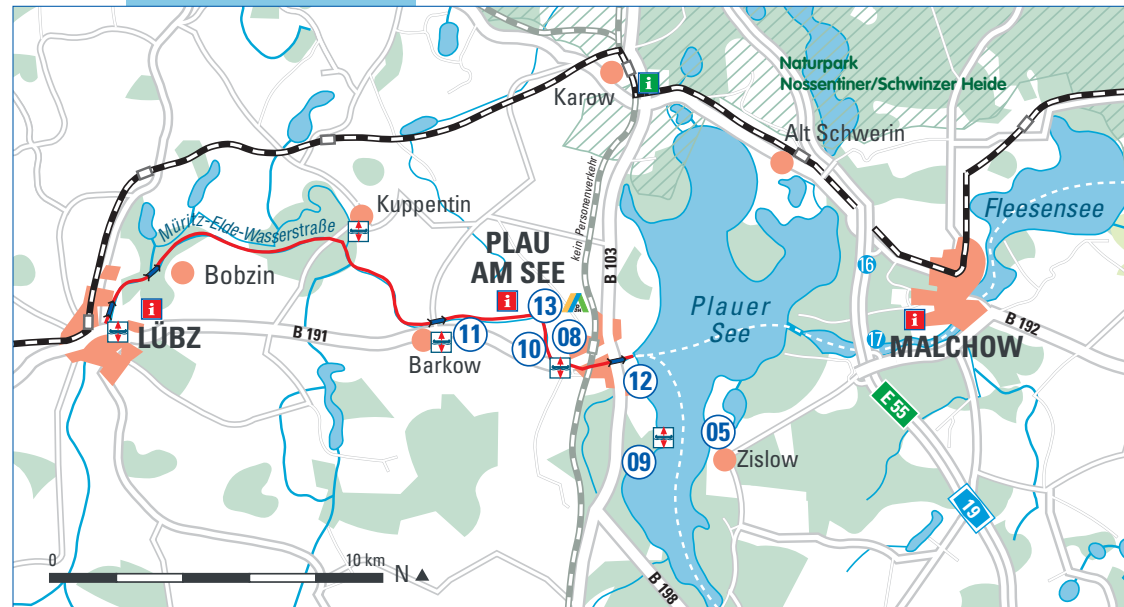 Naturpark
Nossentiner/Schwinzer Heide
i
Karow
Alt Schwerin
Kuppentin
Müritz-Elde-Wasserstraße
Fleesensee
kein Personenverkehr
B 103
PLAU
AM SEE
Bobzin
16
i
13
Plauer
See
i
LÜBZ
B 191
11
08
10
i
17
MALCHOW
B 192
Barkow
12
E 55
05
09
Zislow
19
0
10 km
N
B 198